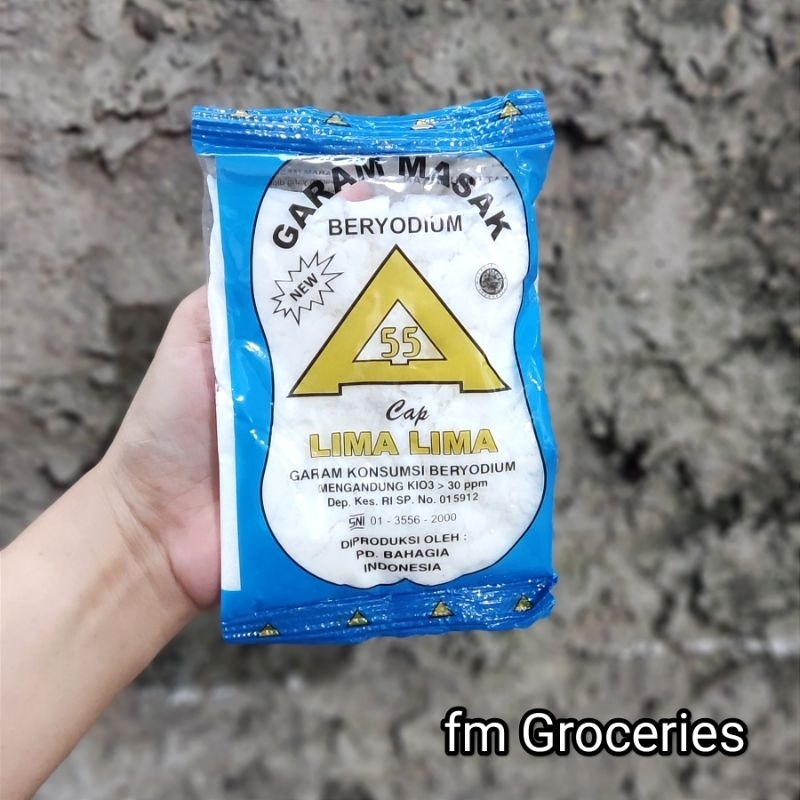 GARAM MASAK
BERYODIUM
NEW
55
Cap
LIMA LIMA
GARAM KONSUMSI BERYODIUM
MENGANDUNG KIO3 > 30 ppm
Dep. Kes. RI SP. No. 015912
SNI 01 - 3556 - 2000
DIPRODUKSI OLEH :
PD. BAHAGIA
INDONESIA
fm Groceries